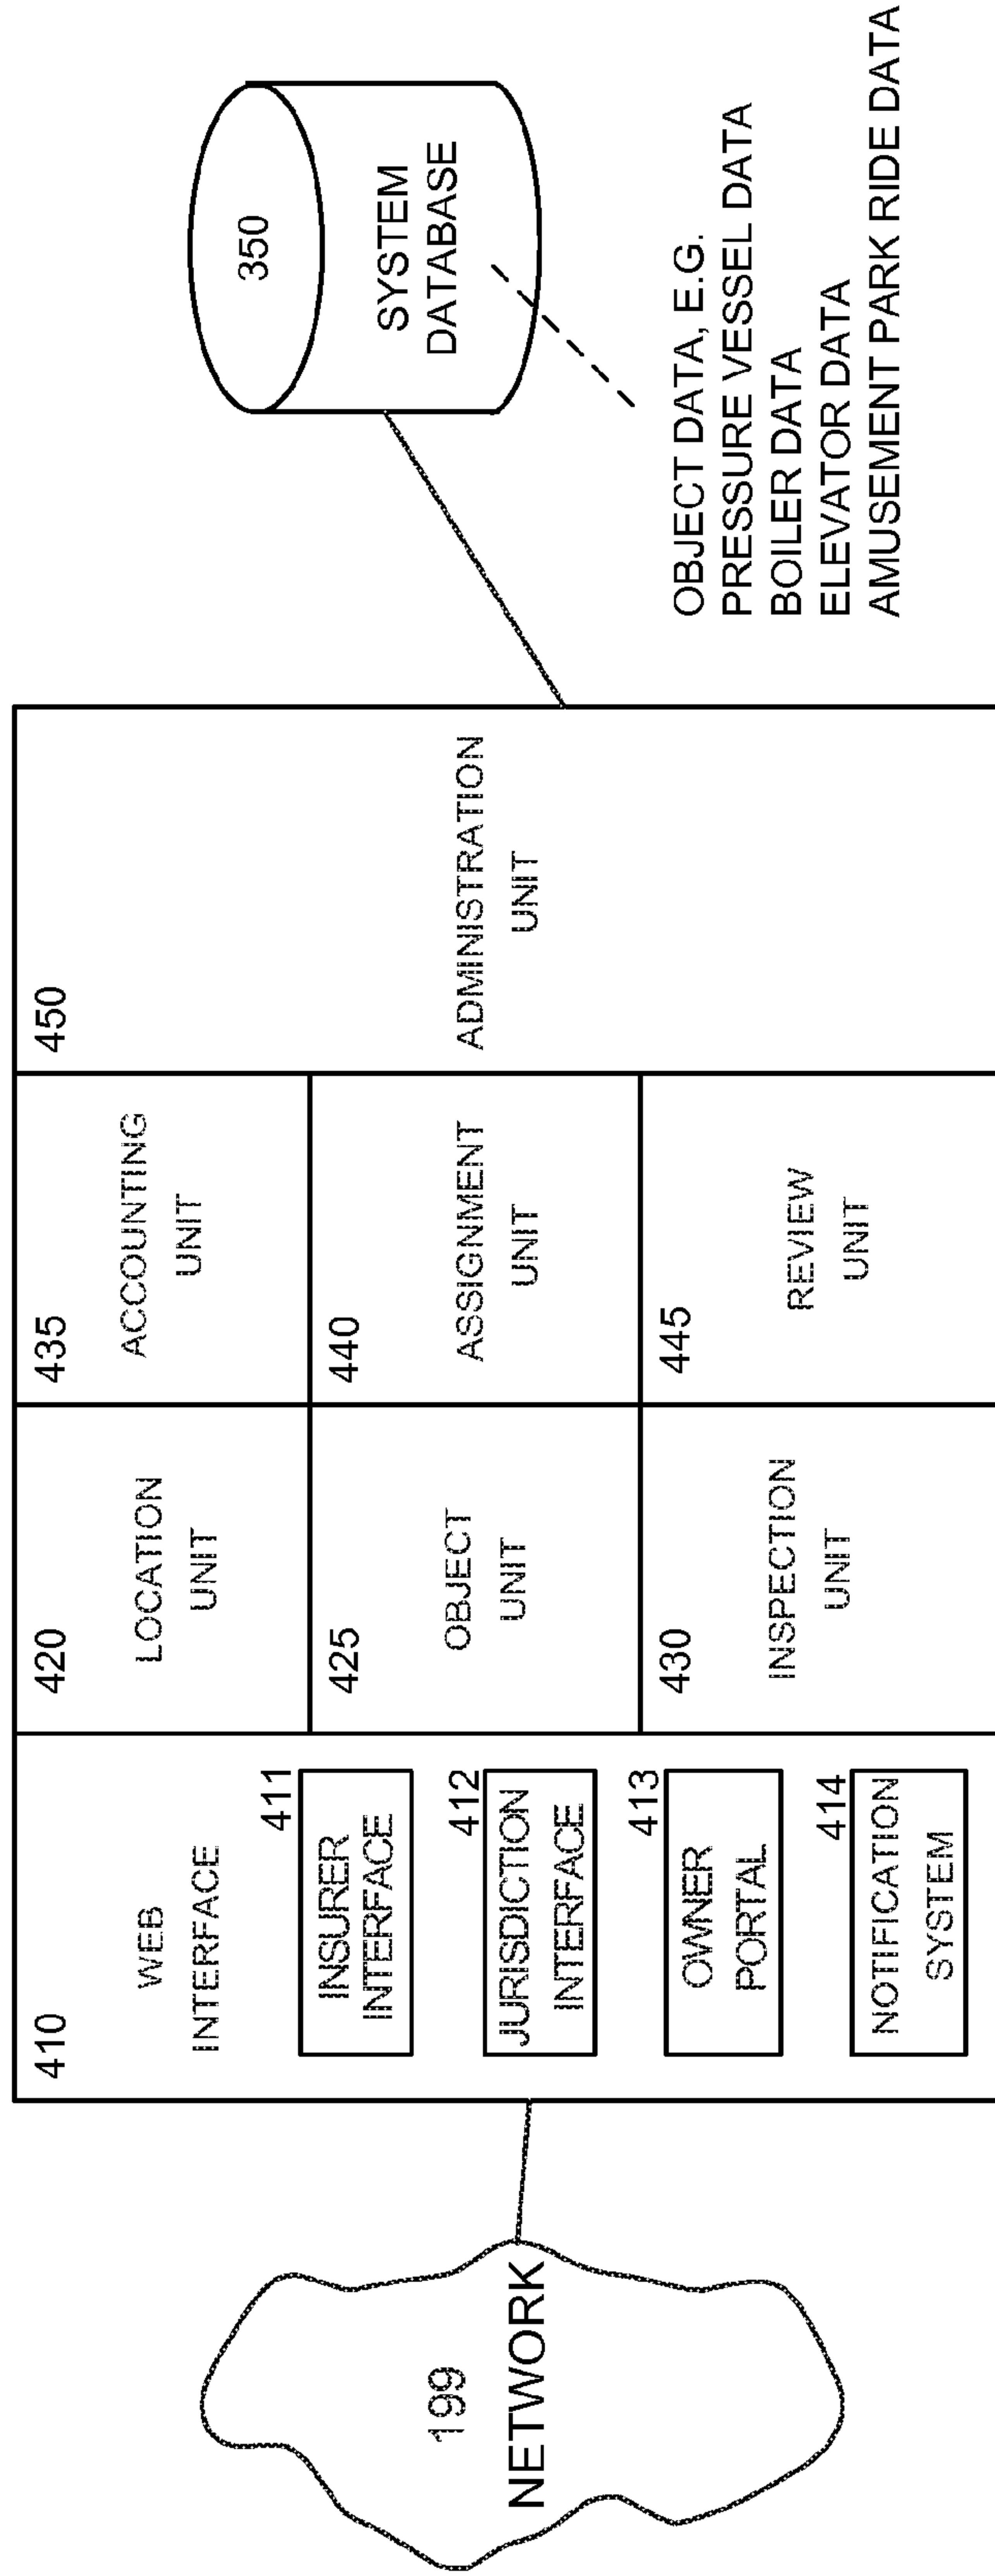 199
NETWORK
410
WEB
INTERFACE
411
INSURER
INTERFACE
412
JURISDICTION
INTERFACE
413
OWNER
PORTAL
414
NOTIFICATION
SYSTEM
420
LOCATION
UNIT
425
OBJECT
UNIT
430
INSPECTION
UNIT
435
ACCOUNTING
UNIT
440
ASSIGNMENT
UNIT
445
REVIEW
UNIT
450
ADMINISTRATION
UNIT
350
SYSTEM
DATABASE
OBJECT DATA, E.G.
PRESSURE VESSEL DATA
BOILER DATA
ELEVATOR DATA
AMUSEMENT PARK RIDE DATA